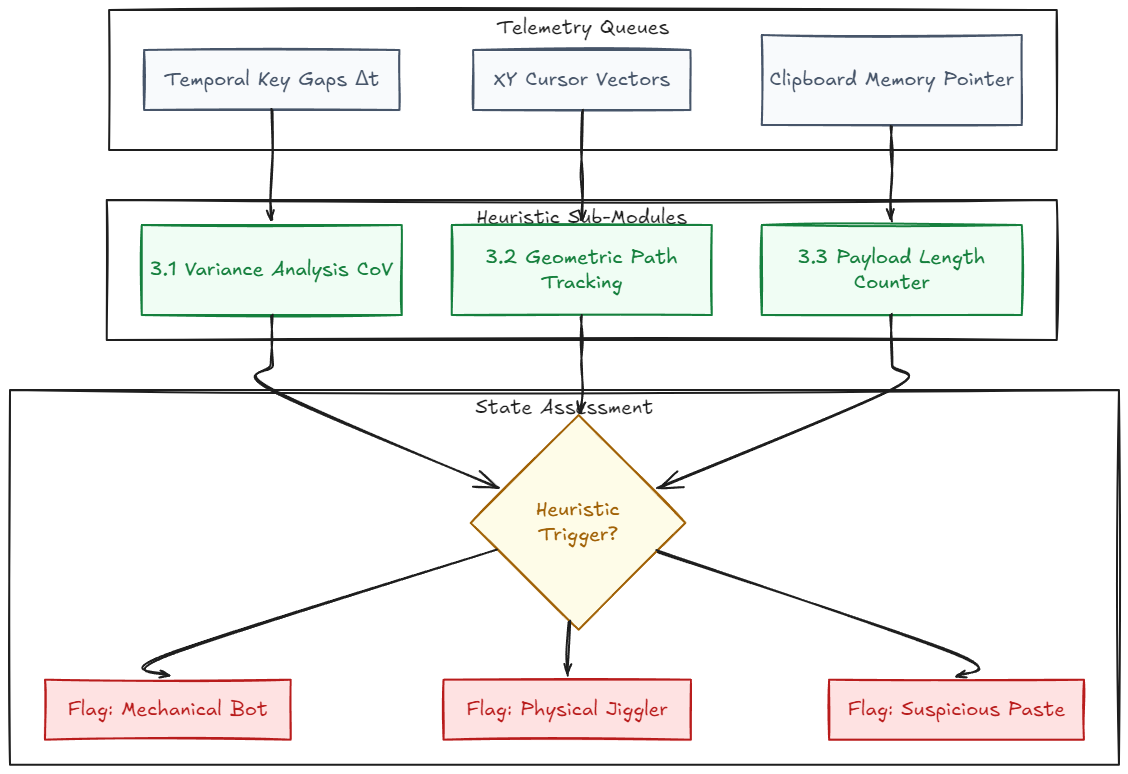 Telemetry Queues
Temporal Key Gaps Δt
XY Cursor Vectors
Clipboard Memory Pointer
Heuristic Sub-Modules
3.1 Variance Analysis CoV
3.2 Geometric Path
Tracking
3.3 Payload Length
Counter
State Assessment
Heuristic
Trigger?
Flag: Mechanical Bot
Flag: Physical Jiggler
Flag: Suspicious Paste